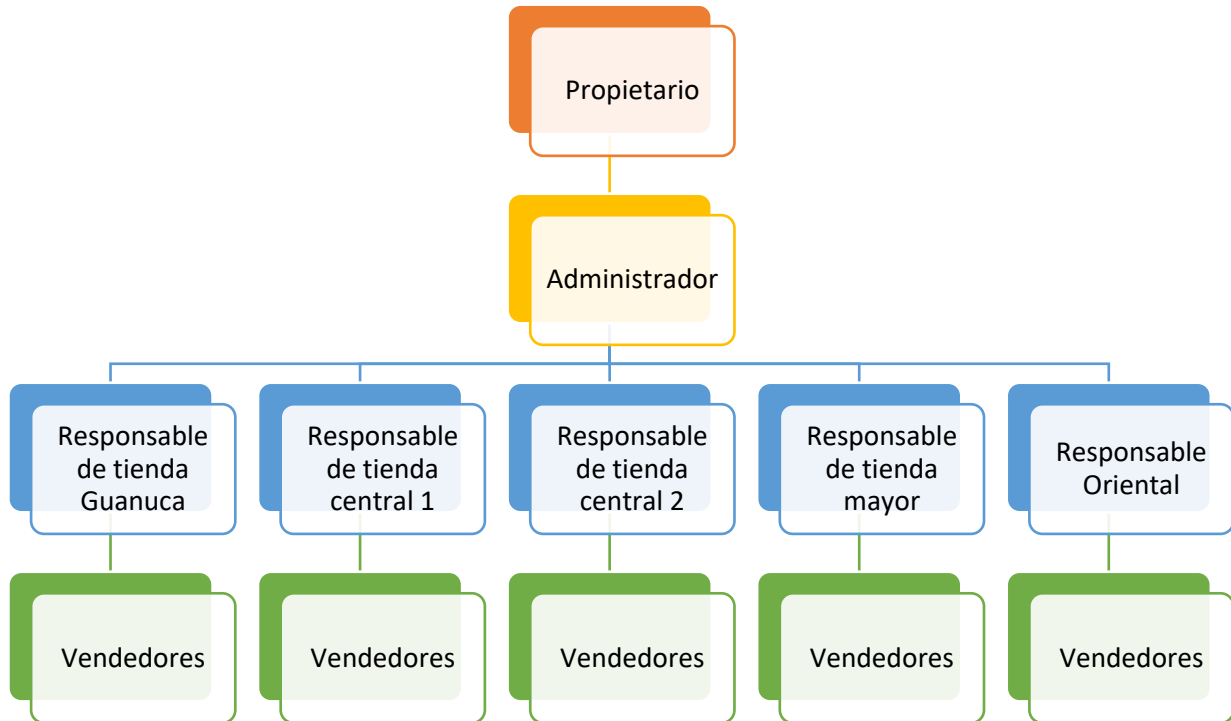 Propietario
Administrador
Responsable
de tienda
Guanuca
Responsable
de tienda
central 1
Responsable
de tienda
central 2
Responsable
de tienda
mayor
Responsable
Oriental
Vendedores
Vendedores
Vendedores
Vendedores
Vendedores